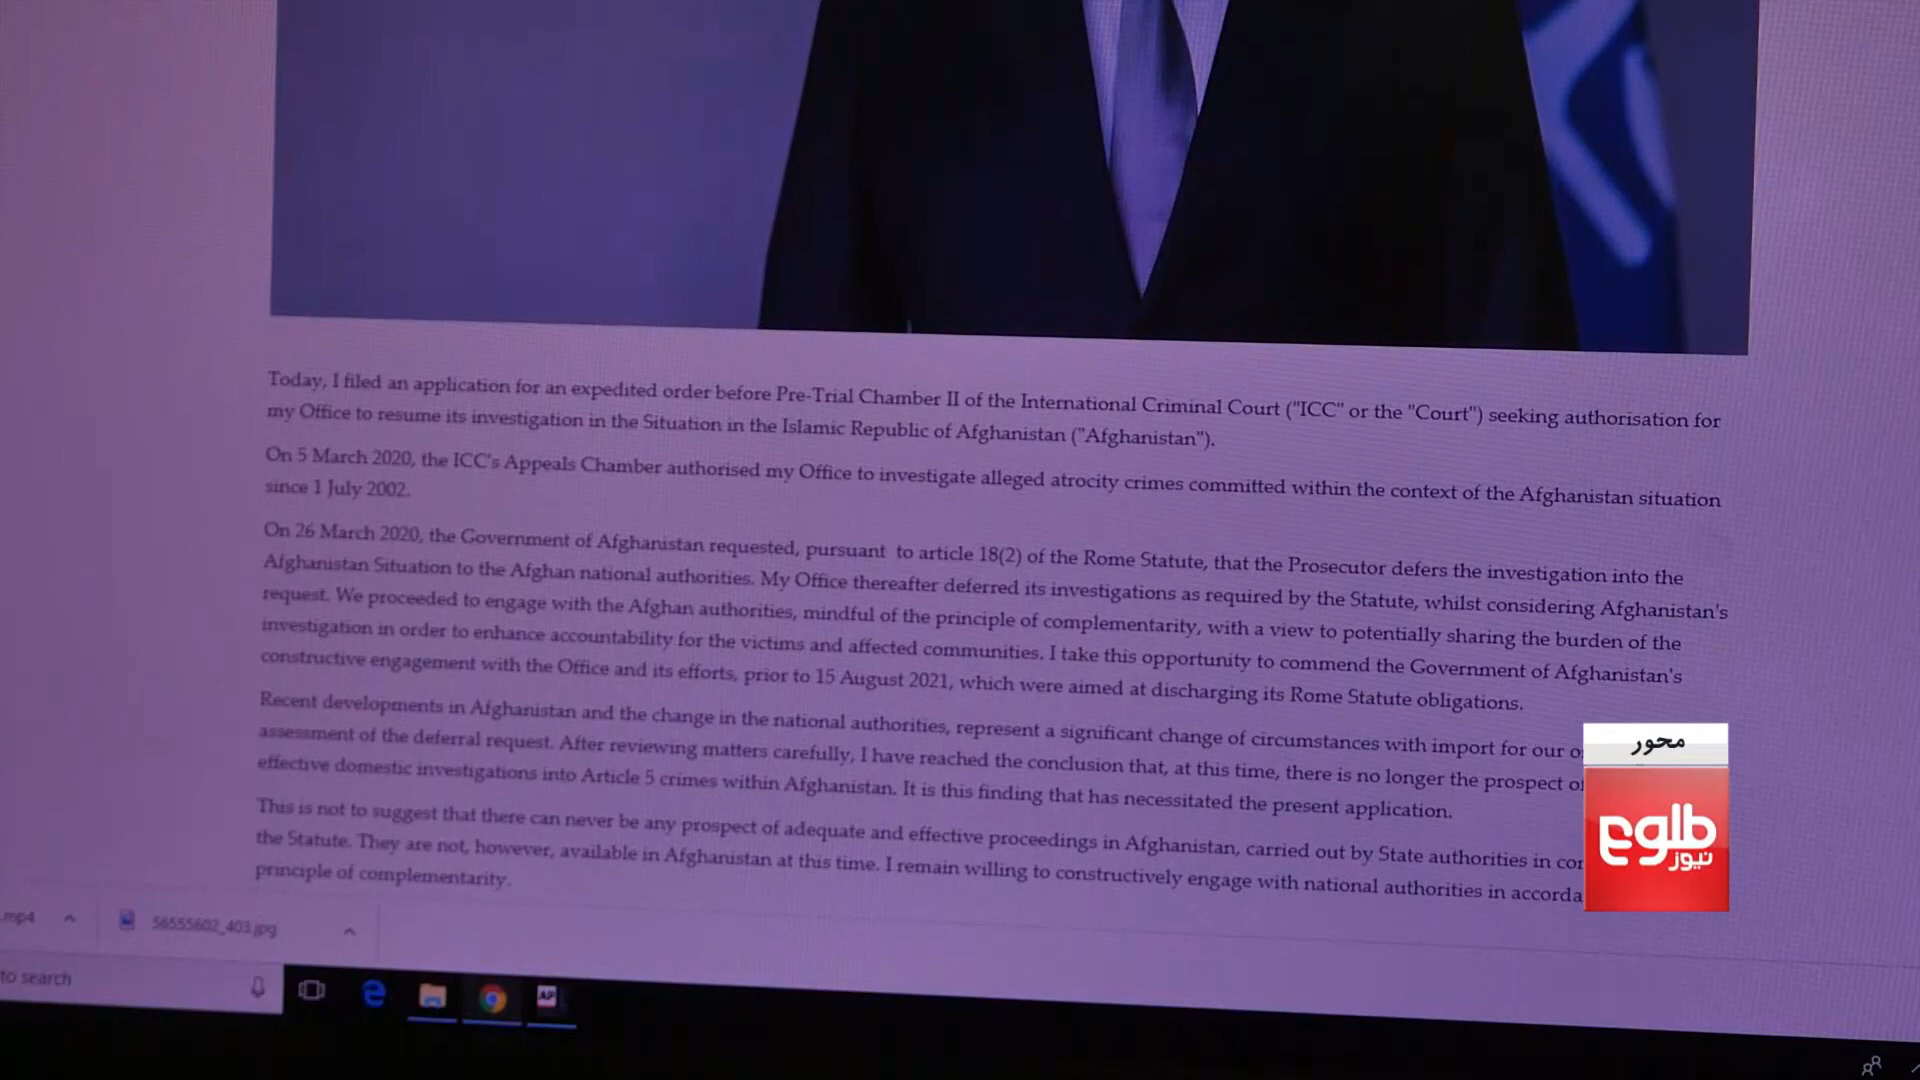 Today, I filed an application for an expedited order before Pre-Trial Chamber II of the International Criminal Court ("ICC" or the "Court") seeking authorisation for
my Office to resume its investigation in the Situation in the Islamic Republic of Afghanistan ("Afghanistan").
On 5 March 2020, the ICC's Appeals Chamber authorised my Office to investigate alleged atrocity crimes committed within the context of the Afghanistan situation
since 1 July 2002.
On 26 March 2020, the Government of Afghanistan requested, pursuant to article 18(2) of the Rome Statute, that the Prosecutor defers the investigation into the
Afghanistan Situation to the Afghan national authorities. My Office thereafter deferred its investigations as required by the Statute, whilst considering Afghanistan's
request. We proceeded to engage with the Afghan authorities, mindful of the principle of complementarity, with a view to potentially sharing the burden of the
investigation in order to enhance accountability for the victims and affected communities. I take this opportunity to commend the Government of Afghanistan's
constructive engagement with the Office and its efforts, prior to 15 August 2021, which were aimed at discharging its Rome Statute obligations.
Recent developments in Afghanistan and the change in the national authorities, represent a significant change of circumstances with import for our
assessment of the deferral request. After reviewing matters carefully, I have reached the conclusion that, at this time, there is no longer the prospect of
effective domestic investigations into Article 5 crimes within Afghanistan. It is this finding that has necessitated the present application.
This is not to suggest that there can never be any prospect of adequate and effective proceedings in Afghanistan, carried out by State authorities in
the Statute. They are not, however, available in Afghanistan at this time. I remain willing to constructively engage with national authorities in
principle of complementarity.
محور
طلوع
نیوز
.mp4
56555602_403.jpg
to search
AP